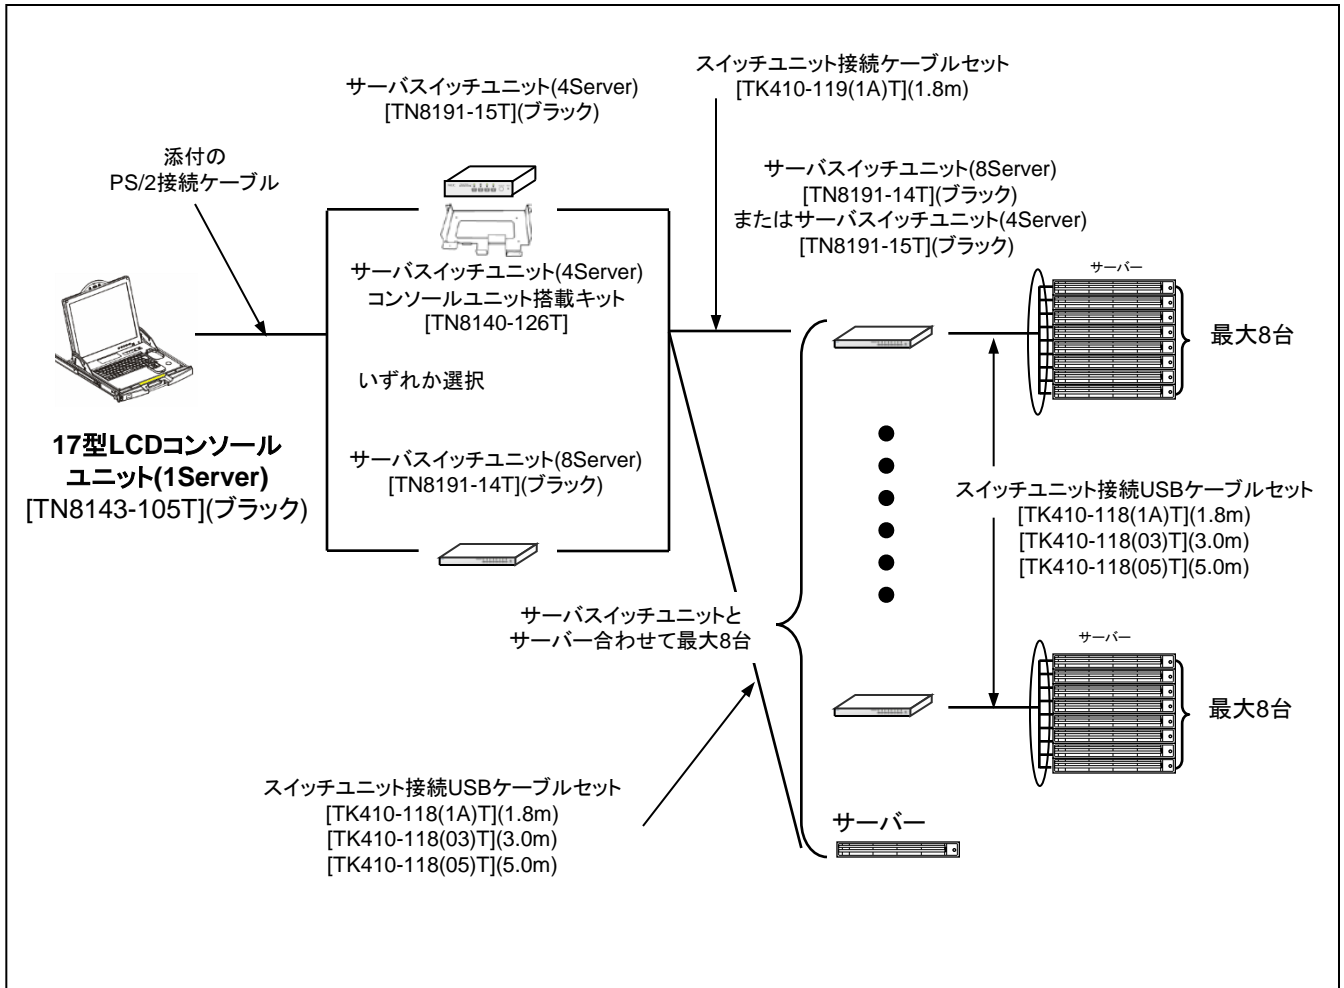 サーバスイッチユニット(4Server)
[TN8191-15T](ブラック)
スイッチユニット接続ケーブルセット
[TK410-119(1A)T](1.8m)
添付の
PS/2接続ケーブル
サーバスイッチユニット(8Server)
[TN8191-14T](ブラック)
またはサーバスイッチユニット(4Server)
[TN8191-15T](ブラック)
サーバスイッチユニット(4Server)
コンソールユニット搭載キット
[TN8140-126T]
サーバー
最大8台
いずれか選択
17型LCDコンソール
ユニット(1Server)
[TN8143-105T](ブラック)
サーバスイッチユニット(8Server)
[TN8191-14T](ブラック)
スイッチユニット接続USBケーブルセット
[TK410-118(1A)T](1.8m)
[TK410-118(03)T](3.0m)
[TK410-118(05)T](5.0m)
サーバスイッチユニットと
サーバー合わせて最大8台
サーバー
最大8台
スイッチユニット接続USBケーブルセット
[TK410-118(1A)T](1.8m)
[TK410-118(03)T](3.0m)
[TK410-118(05)T](5.0m)
サーバー